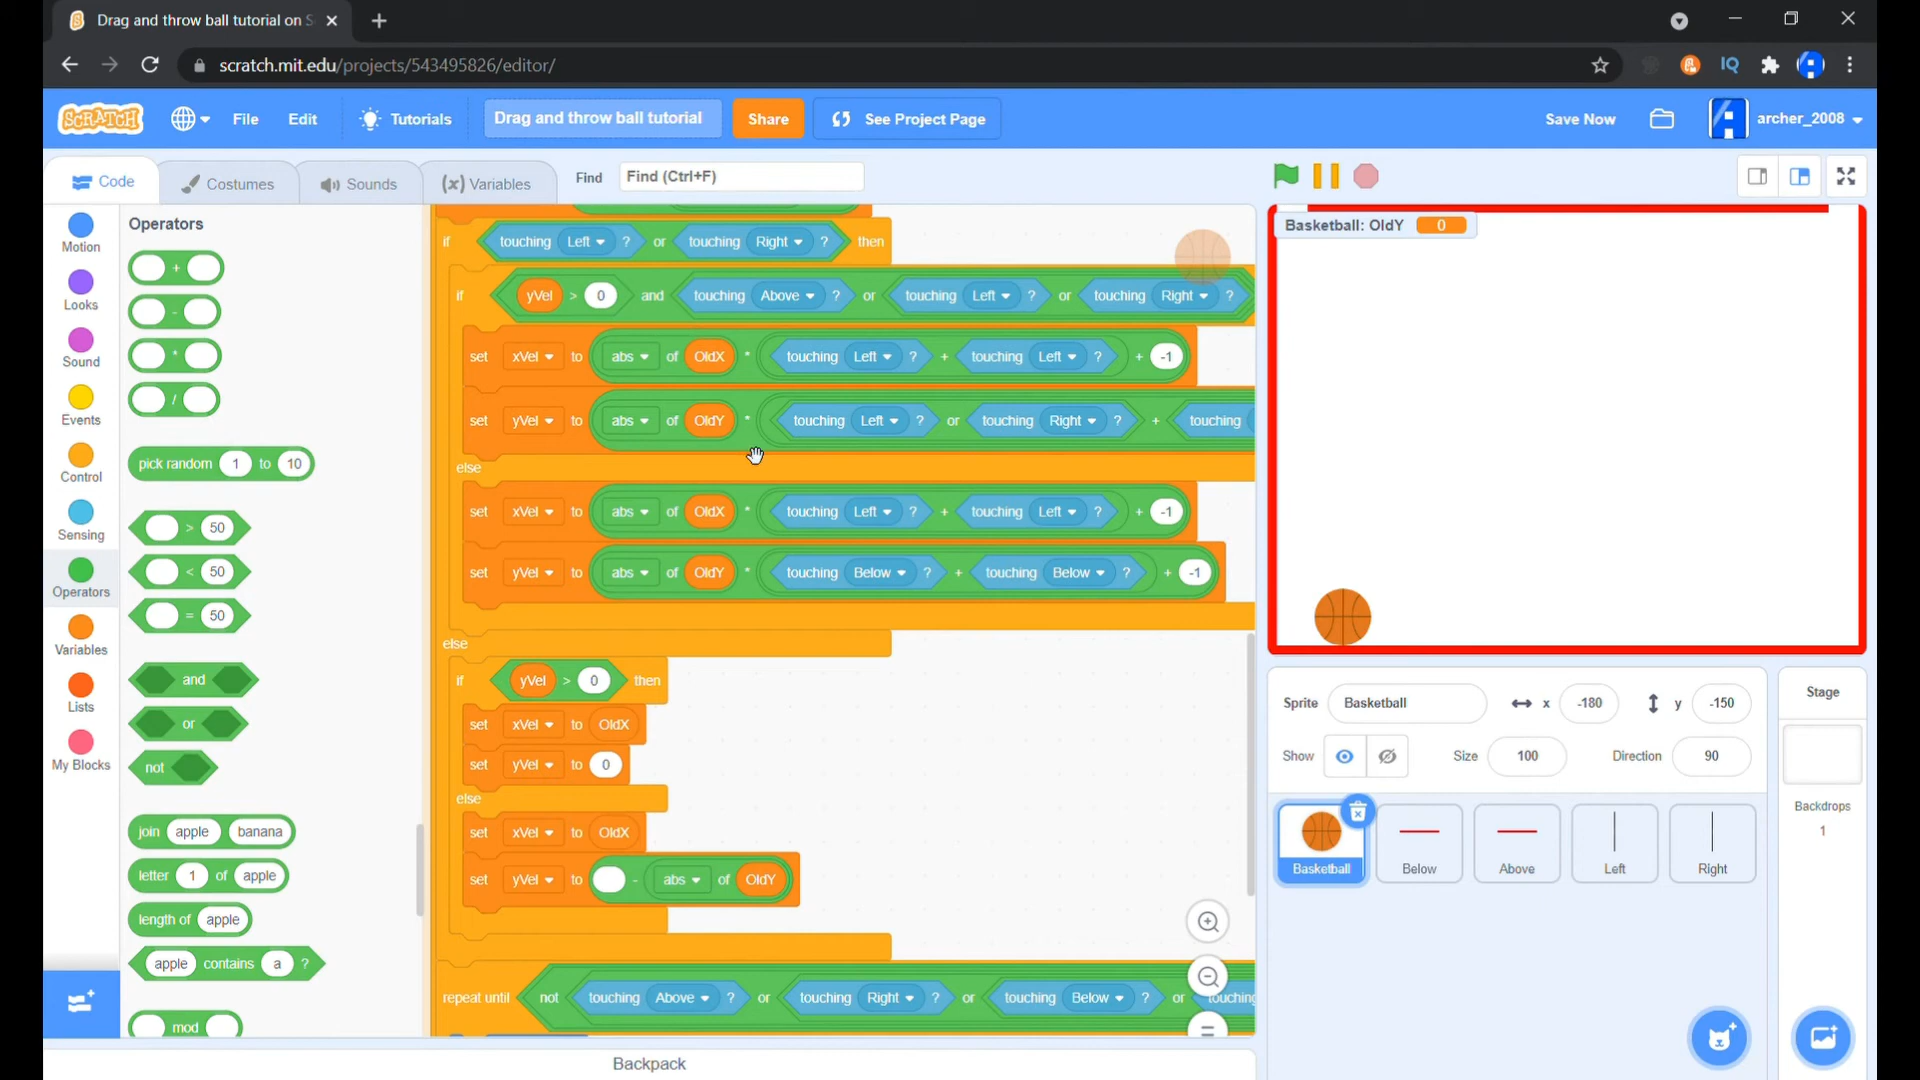 Drag and throw ball tutorial on S
scratch.mit.edu/projects/543495826/editor/
IQ
SCRATCH
File
Edit
Tutorials
Drag and throw ball tutorial
Share
See Project Page
Save Now
archer_2008
Code
Costumes
Sounds
(x) Variables
Find
Find (Ctrl+F)
Motion
Looks
Sound
Events
Control
Sensing
Operators
Variables
Lists
My Blocks
Operators
+
-
*
/
pick random 1 to 10
> 50
< 50
= 50
and
or
not
join apple banana
letter 1 of apple
length of apple
apple contains a ?
mod
if touching Left ? or touching Right ? then
if yVel > 0 and touching Above ? or touching Left ? or touching Right ?
set xVel to abs of OldX * touching Left ? + touching Left ? + -1
set yVel to abs of OldY * touching Left ? or touching Right ? + touching
else
set xVel to abs of OldX * touching Left ? + touching Left ? + -1
set yVel to abs of OldY * touching Below ? + touching Below ? + -1
else
if yVel > 0 then
set xVel to OldX
set yVel to 0
else
set xVel to OldX
set yVel to - abs of OldY
repeat until not touching Above ? or touching Right ? or touching Below ? or touching
Backpack
Basketball: OldY 0
Sprite Basketball x -180 y -150
Show Size 100 Direction 90
Basketball
Below
Above
Left
Right
Stage
Backdrops
1